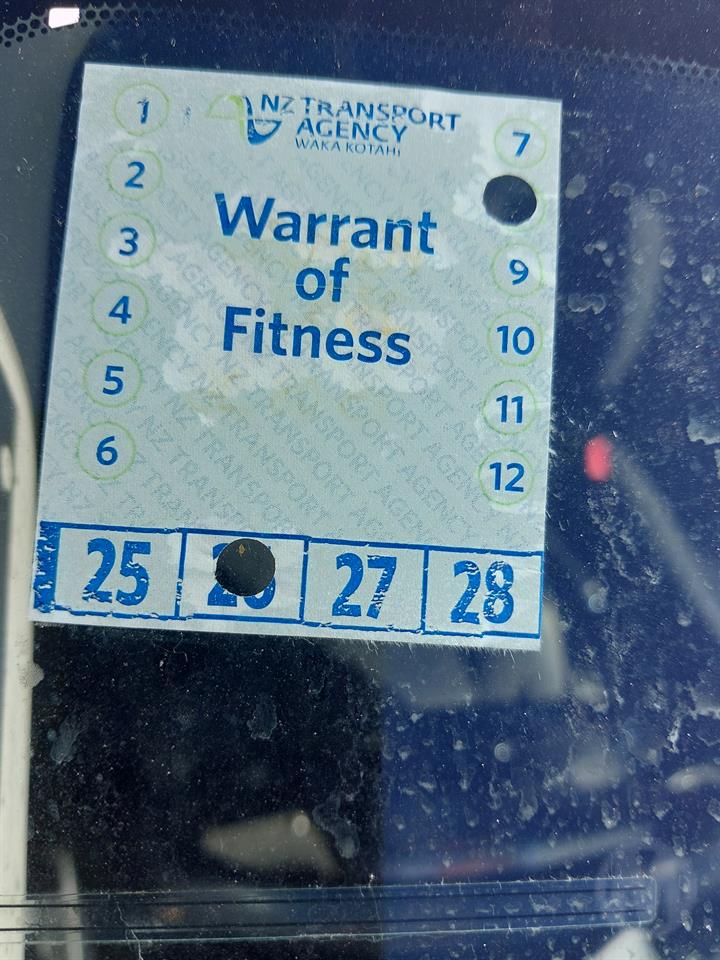 NZ TRANSPORT
AGENCY
WAKA KOTAHI
Warrant
of
Fitness
1
2
3
4
5
6
7
9
10
11
12
25 27 28